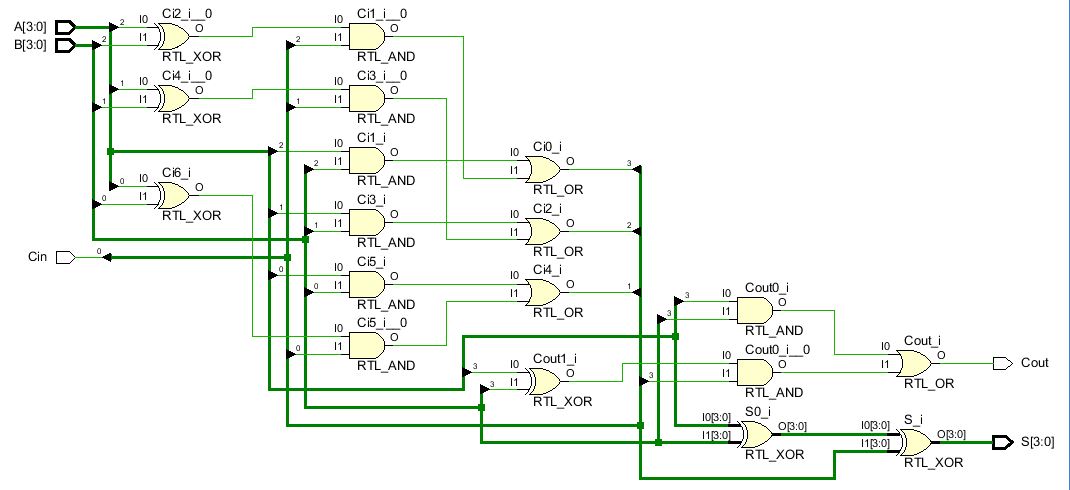 A[3:0]
B[3:0]
Cin
2
2
I0
I1
Ci2_i__0
O
RTL_XOR
1
1
I0
I1
Ci4_i__0
O
RTL_XOR
0
0
I0
I1
Ci6_i
O
RTL_XOR
0
2
I0
I1
Ci1_i__0
O
RTL_AND
1
I0
I1
Ci3_i__0
O
RTL_AND
2
2
I0
I1
Ci1_i
O
RTL_AND
1
1
I0
I1
Ci3_i
O
RTL_AND
0
0
I0
I1
Ci5_i
O
RTL_AND
0
I0
I1
Ci5_i__0
O
RTL_AND
I0
I1
Ci0_i
O
RTL_OR
3
I0
I1
Ci2_i
O
RTL_OR
2
I0
I1
Ci4_i
O
RTL_OR
1
3
3
I0
I1
Cout1_i
O
RTL_XOR
3
3
I0
I1
Cout0_i
O
RTL_AND
3
I0
I1
Cout0_i__0
O
RTL_AND
I0[3:0]
I1[3:0]
S0_i
O[3:0]
RTL_XOR
I0
I1
Cout_i
O
RTL_OR
Cout
I0[3:0]
I1[3:0]
S_i
O[3:0]
RTL_XOR
S[3:0]